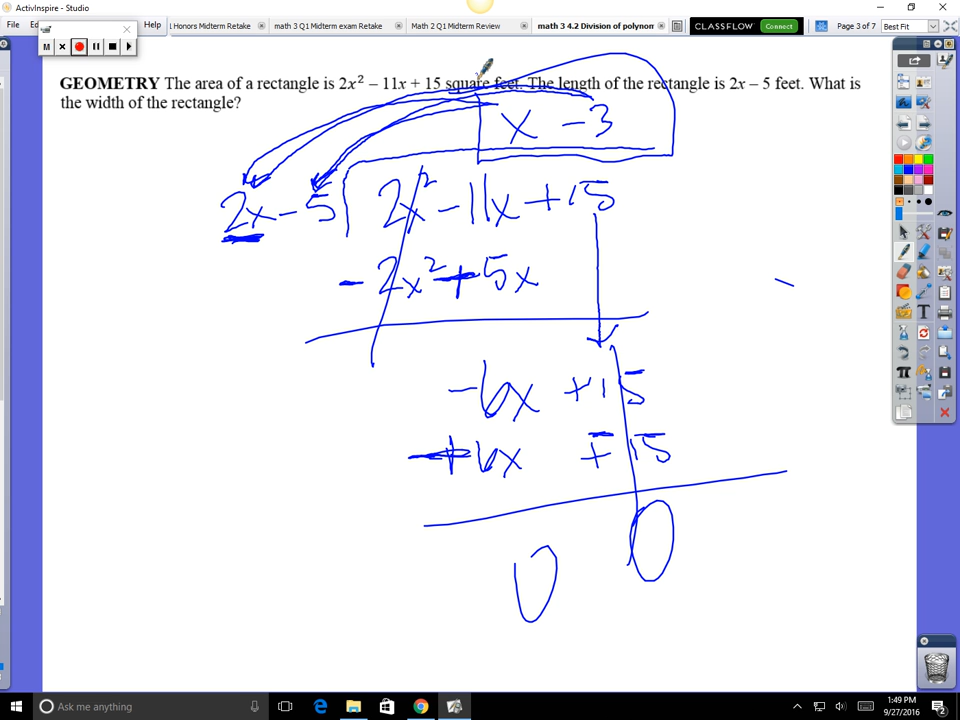 ActivInspire - Studio
File
Ed
Help
l Honors Midterm Retake
math 3 Q1 Midterm exam Retake
Math 2 Q1 Midterm Review
math 3 4.2 Division of polynom
CLASSFLOW
Connect
Page 3 of 7
Best Fit
M
GEOMETRY The area of a rectangle is 2x² – 11x + 15 square feet. The length of the rectangle is 2x – 5 feet. What is
the width of the rectangle?
x - 3
2x - 5 2x² - 11x + 15
- 2x² + 5x
- 6x + 15
+ 6x - 15
0 0
Ask me anything
1:49 PM
9/27/2016
2